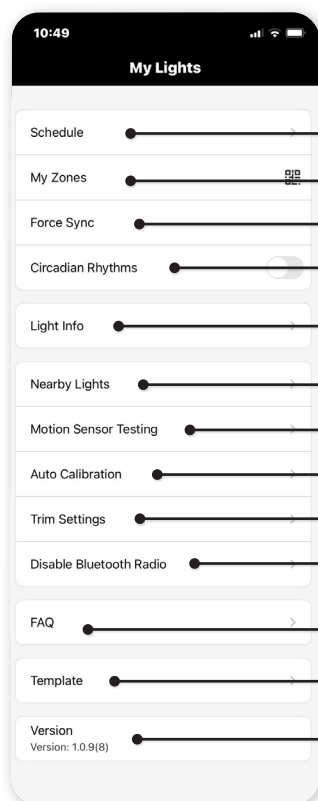 10:49
My Lights
Schedule
My Zones
Force Sync
Circadian Rhythms
Light Info
Nearby Lights
Motion Sensor Testing
Auto Calibration
Trim Settings
Disable Bluetooth Radio
FAQ
Template
Version
Version: 1.0.9(8)